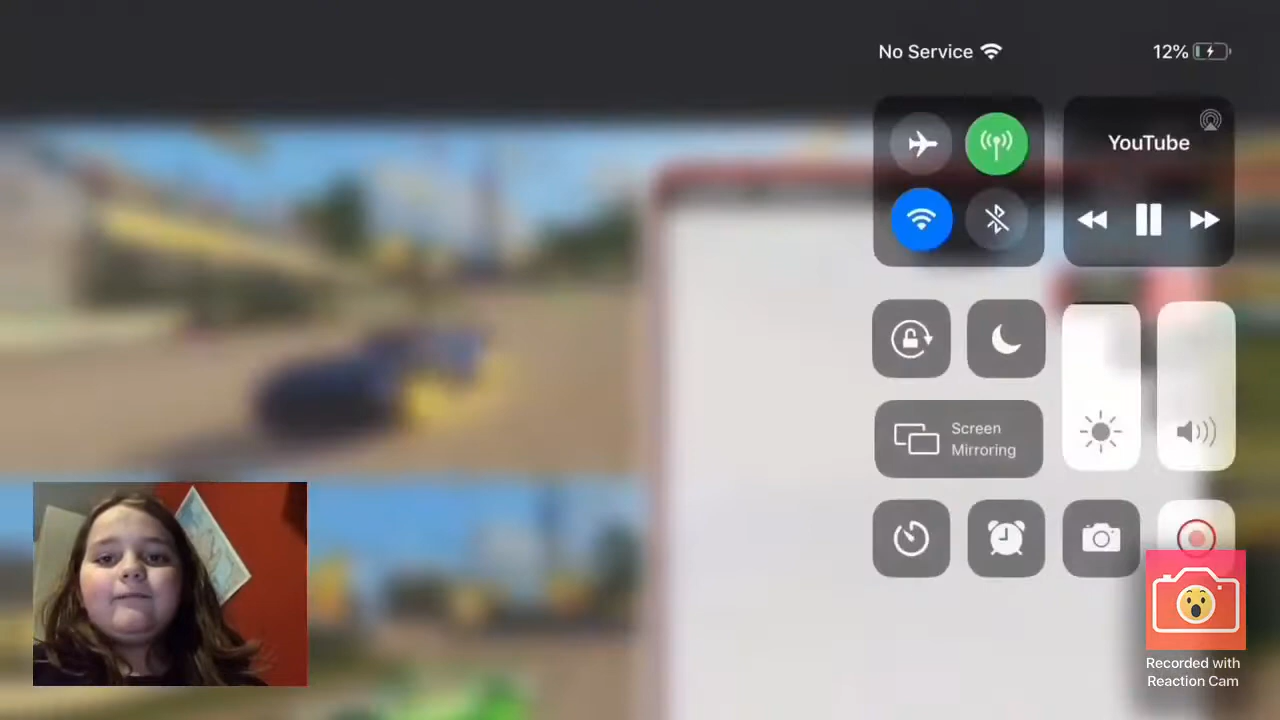 No Service
12%
YouTube
Screen
Mirroring
Recorded with
Reaction Cam